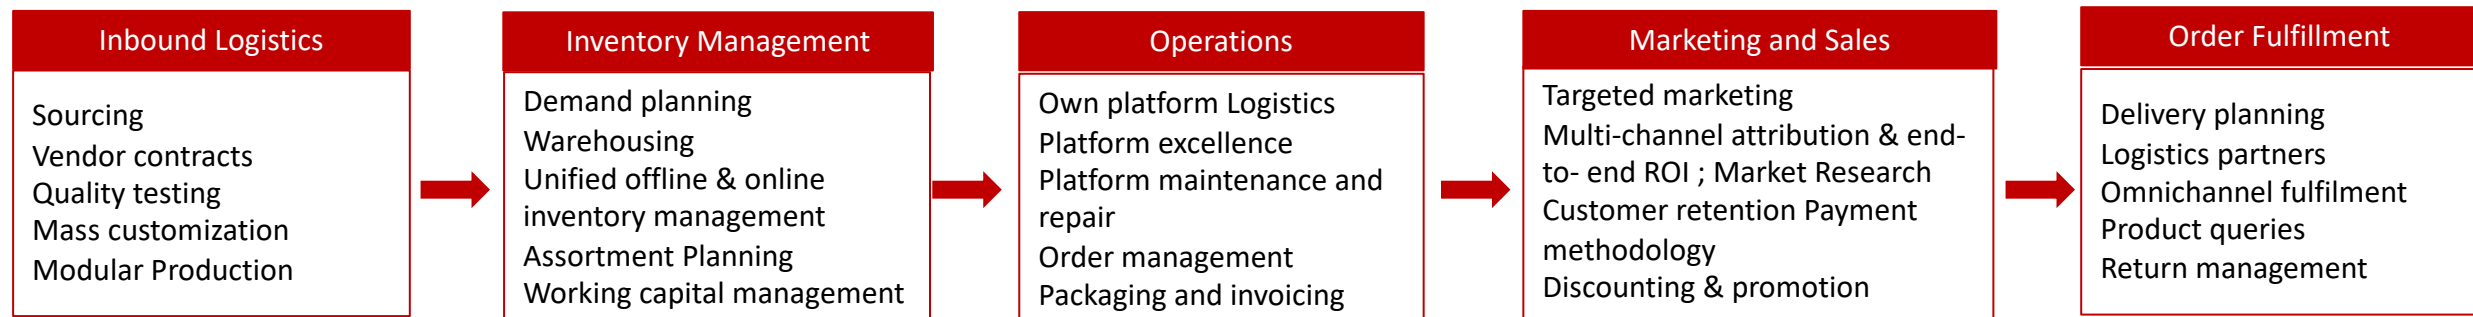 Inbound Logistics
Sourcing
Vendor contracts
Quality testing
Mass customization
Modular Production
Inventory Management
Demand planning
Warehousing
Unified offline & online
inventory management
Assortment Planning
Working capital management
Operations
Own platform Logistics
Platform excellence
Platform maintenance and
repair
Order management
Packaging and invoicing
Marketing and Sales
Targeted marketing
Multi-channel attribution & end-
to- end ROI ; Market Research
Customer retention Payment
methodology
Discounting & promotion
Order Fulfillment
Delivery planning
Logistics partners
Omnichannel fulfilment
Product queries
Return management